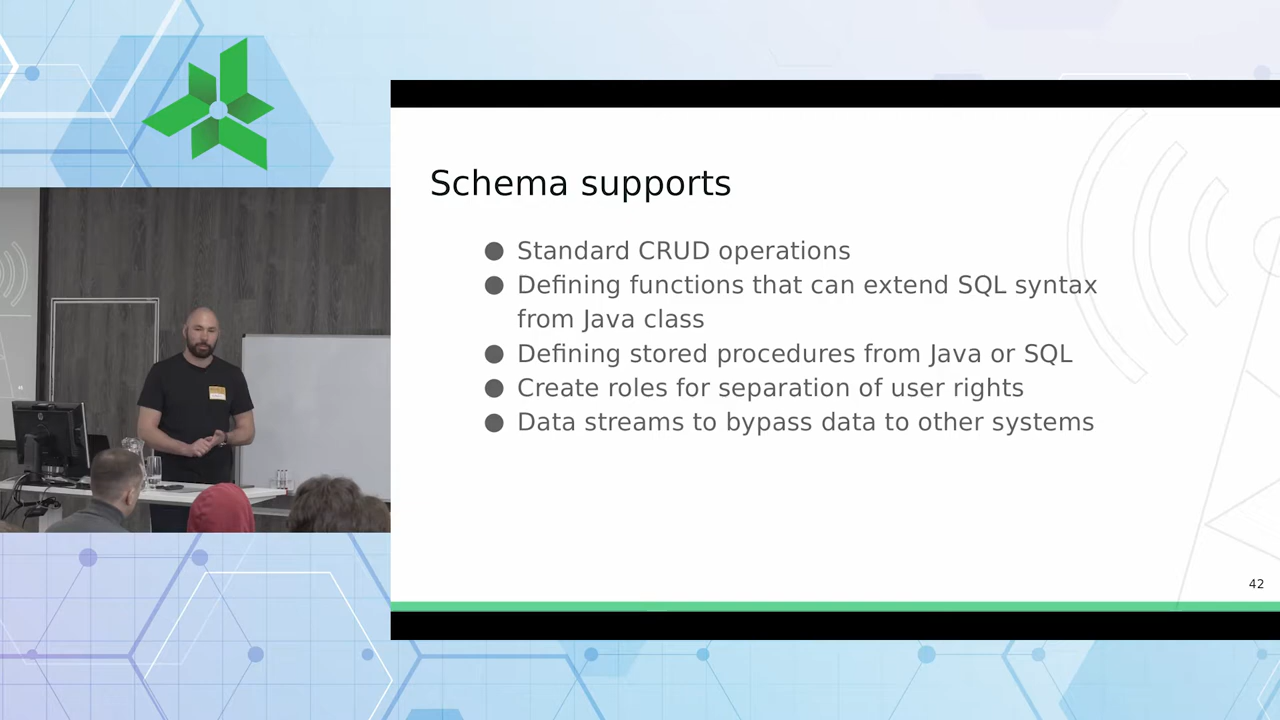 Schema supports
● Standard CRUD operations
● Defining functions that can extend SQL syntax
from Java class
● Defining stored procedures from Java or SQL
● Create roles for separation of user rights
● Data streams to bypass data to other systems
42